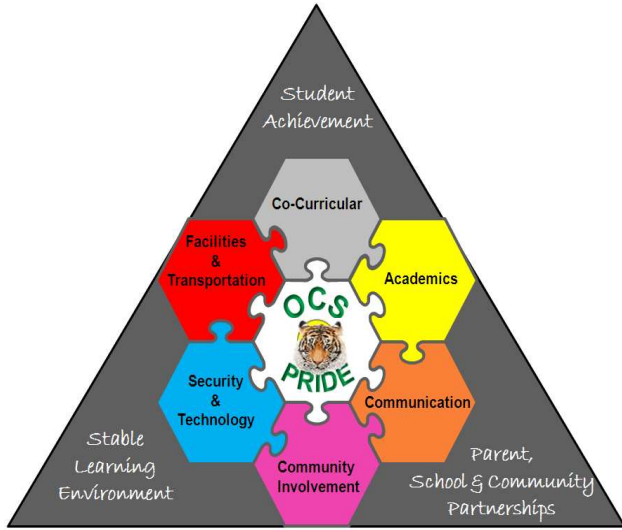 Student
Achievement
Co-Curricular
Facilities
&
Transportation
Academics
OCS
PRIDE
Security
&
Technology
Communication
Community
Involvement
Stable
Learning
Environment
Parent,
School & Community
Partnerships